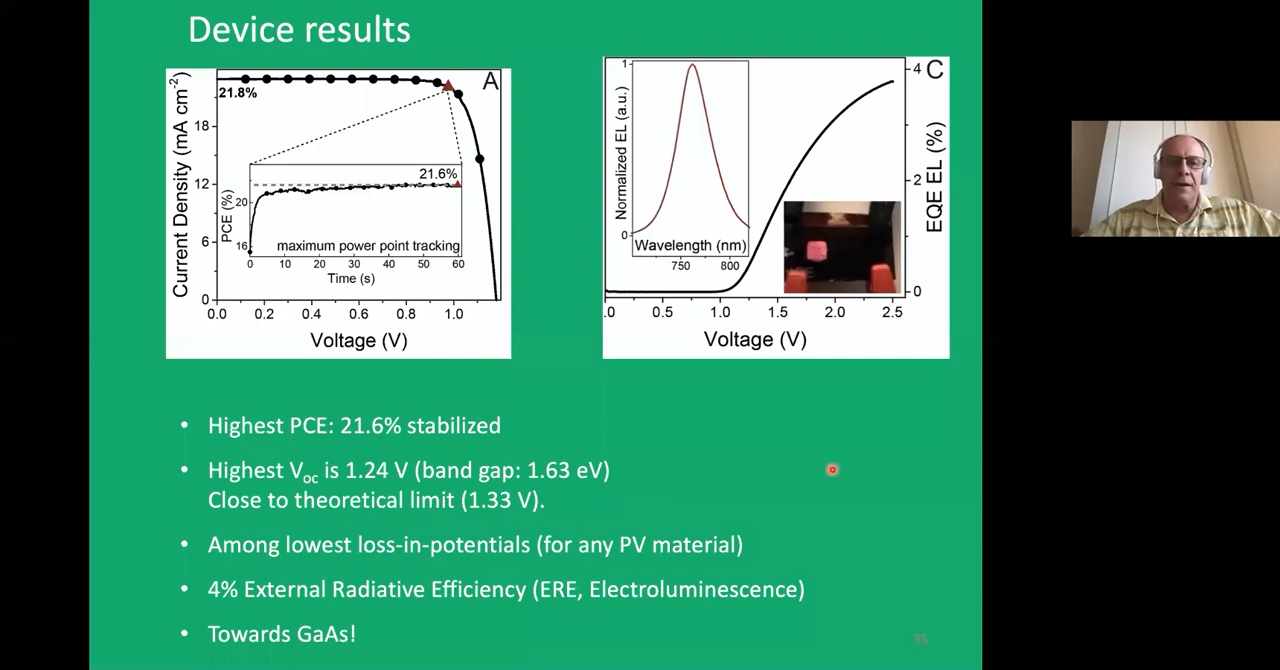 Device results
A
21.8%
Current Density (mA cm-2)
18
12
6
0
0.0 0.2 0.4 0.6 0.8 1.0
Voltage (V)
21.6%
PCE (%)
20
16
maximum power point tracking
0 10 20 30 40 50 60
Time (s)
C
Normalized EL (a.u.)
1
0
Wavelength (nm)
750 800
4
2
0
EQE EL (%)
.0 0.5 1.0 1.5 2.0 2.5
Voltage (V)
• Highest PCE: 21.6% stabilized
• Highest Voc is 1.24 V (band gap: 1.63 eV)
Close to theoretical limit (1.33 V).
• Among lowest loss-in-potentials (for any PV material)
• 4% External Radiative Efficiency (ERE, Electroluminescence)
• Towards GaAs!
35